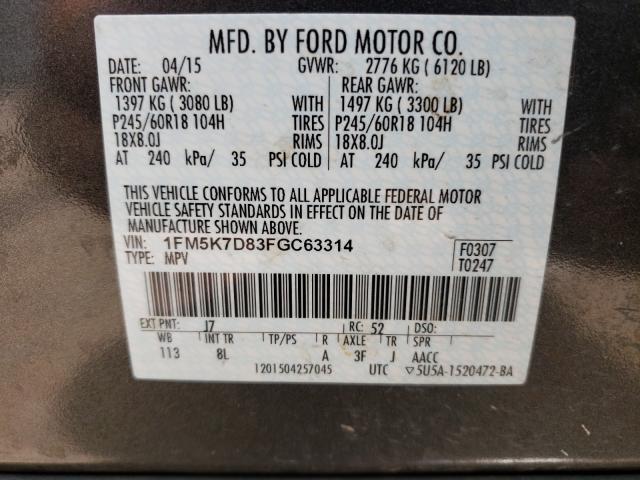 MFD. BY FORD MOTOR CO.
DATE: 04/15 GVWR: 2776 KG ( 6120 LB)
FRONT GAWR: REAR GAWR:
1397 KG ( 3080 LB) WITH 1497 KG ( 3300 LB) WITH
P245/60R18 104H TIRES P245/60R18 104H TIRES
18X8.0J RIMS 18X8.0J RIMS
AT 240 kPa/ 35 PSI COLD AT 240 kPa/ 35 PSI COLD
THIS VEHICLE CONFORMS TO ALL APPLICABLE FEDERAL MOTOR
VEHICLE SAFETY STANDARDS IN EFFECT ON THE DATE OF
MANUFACTURE SHOWN ABOVE.
VIN: 1FM5K7D83FGC63314 F0307
TYPE: MPV T0247
EXT PNT: J7 RC: 52 DSO:
WB INT TR TP/PS R AXLE TR SPR
113 8L A 3F J AACC
1201504257045 UTC ▽5U5A-1520472-BA